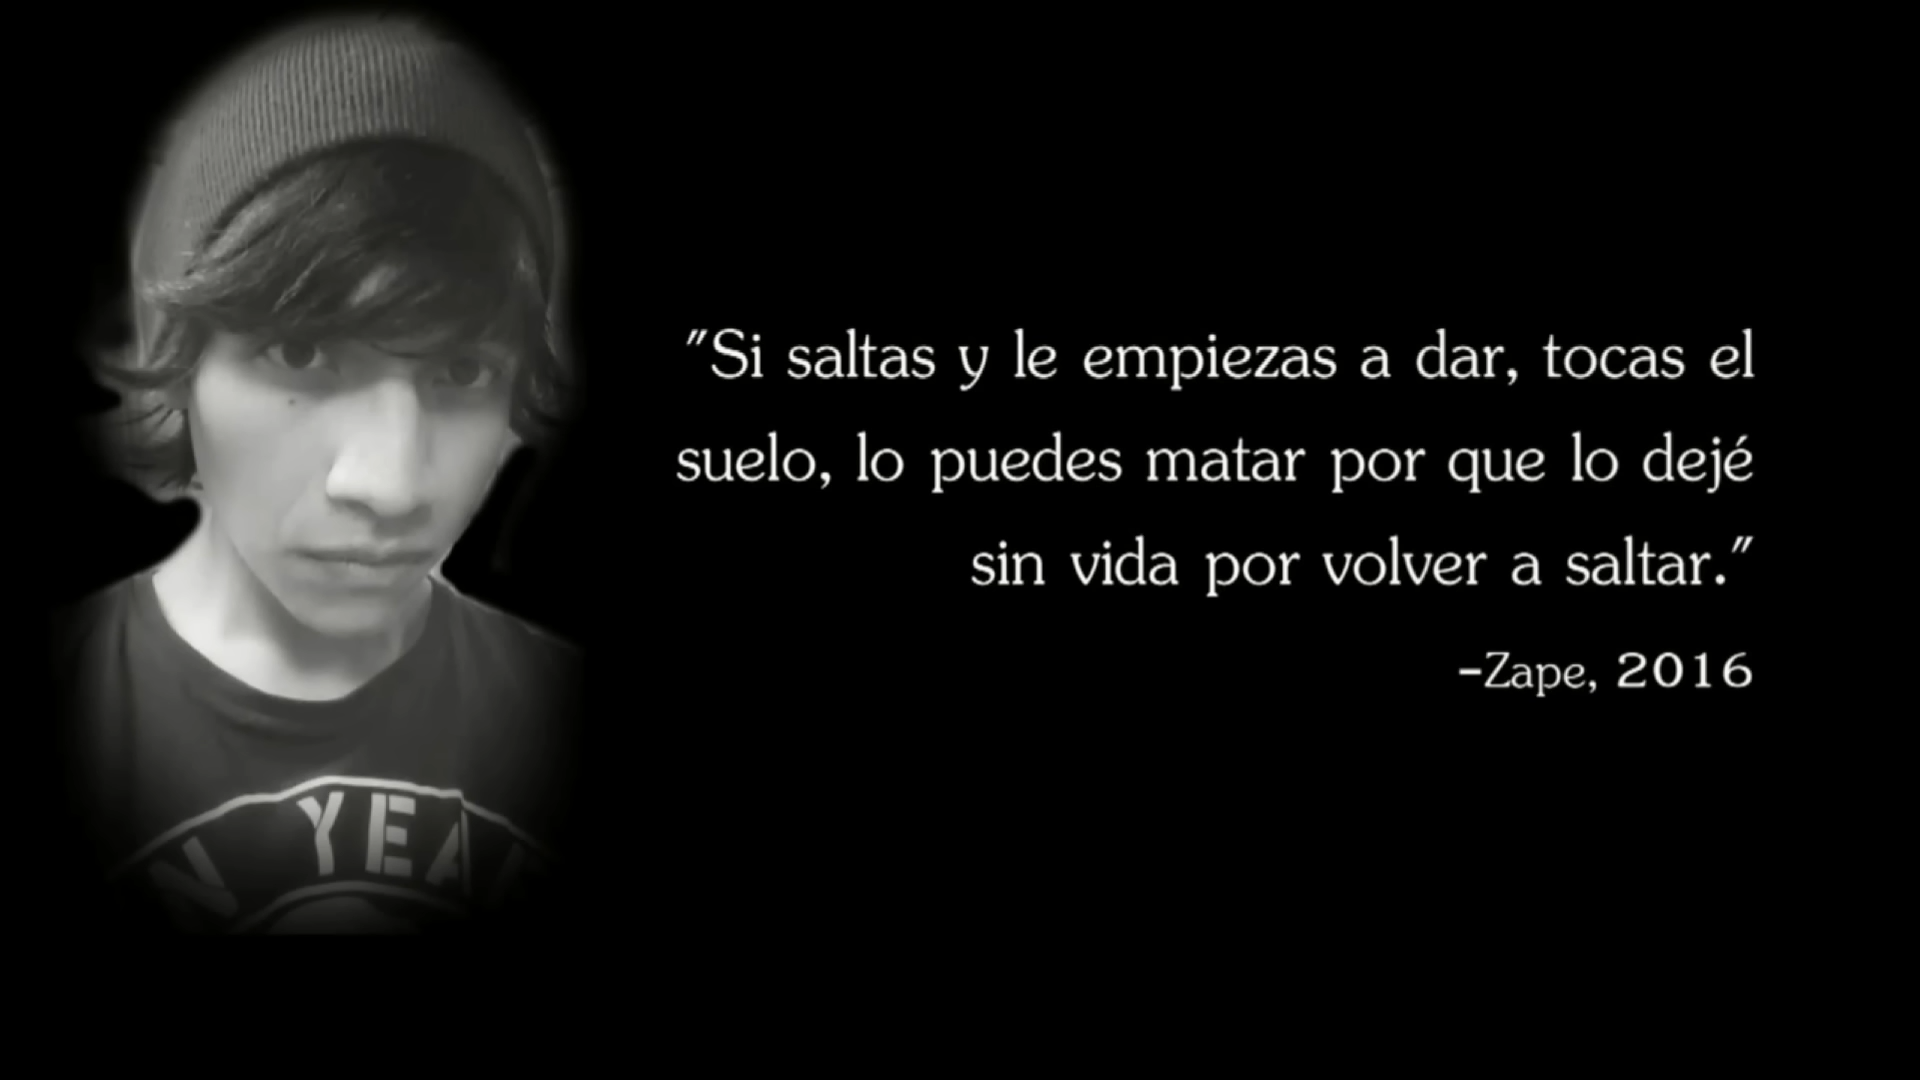 "Si saltas y le empiezas a dar, tocas el
suelo, lo puedes matar por que lo dejé
sin vida por volver a saltar."
-Zape, 2016
N YEA